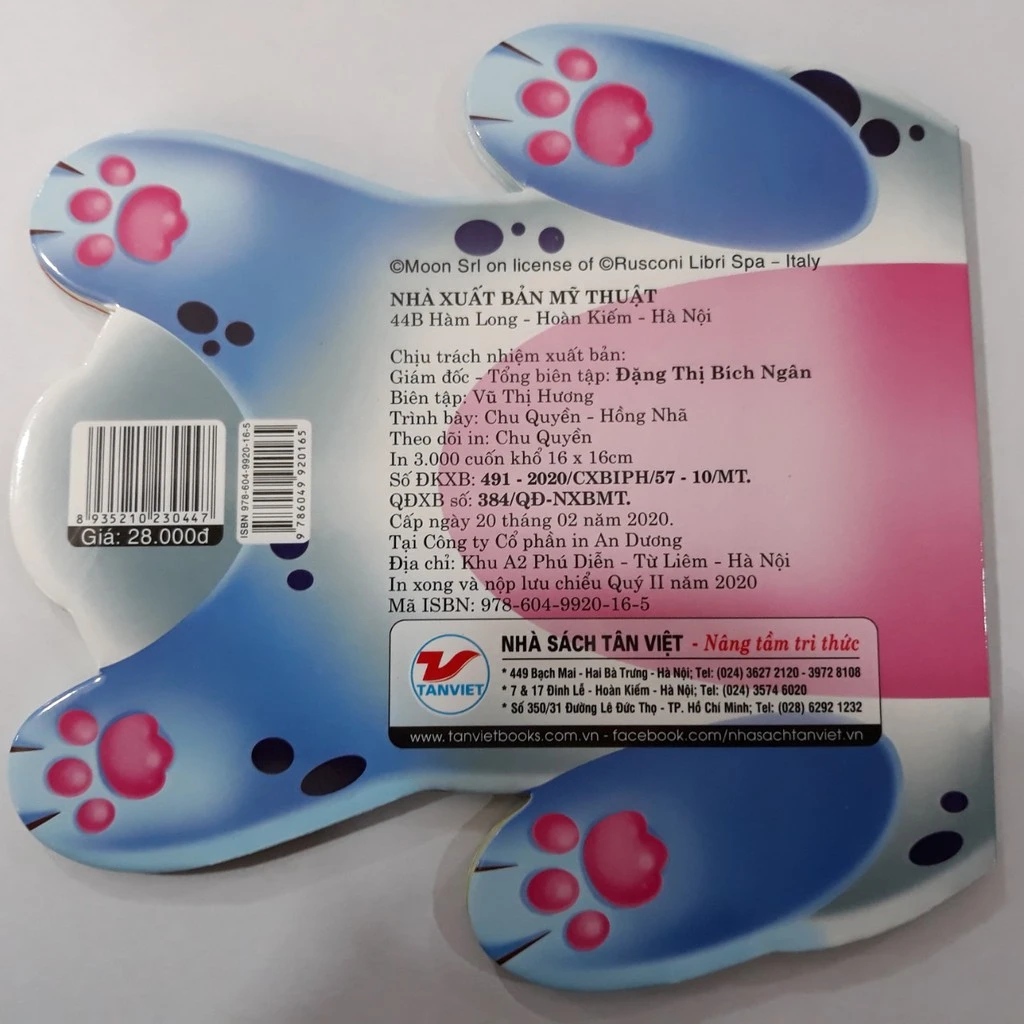 ©Moon Srl on license of ©Rusconi Libri Spa – Italy
NHÀ XUẤT BẢN MỸ THUẬT
44B Hàm Long - Hoàn Kiếm - Hà Nội
Chịu trách nhiệm xuất bản:
Giám đốc - Tổng biên tập: Đặng Thị Bích Ngân
Biên tập: Vũ Thị Hương
Trình bày: Chu Quyền - Hồng Nhã
Theo dõi in: Chu Quyền
In 3.000 cuốn khổ 16 x 16cm
Số ĐKXB: 491 - 2020/CXBIPH/57 - 10/MT.
QĐXB số: 384/QĐ-NXBMT.
Cấp ngày 20 tháng 02 năm 2020.
Tại Công ty Cổ phần in An Dương
Địa chỉ: Khu A2 Phú Diễn - Từ Liêm - Hà Nội
In xong và nộp lưu chiểu Quý II năm 2020
Mã ISBN: 978-604-9920-16-5
8 935210 230447
Giá: 28.000đ
ISBN 978-604-9920-16-5
9 786049 920165
TANVIET
NHÀ SÁCH TÂN VIỆT - Nâng tầm tri thức
* 449 Bạch Mai - Hai Bà Trưng - Hà Nội; Tel: (024) 3627 2120 - 3972 8108
* 7 & 17 Đinh Lễ - Hoàn Kiếm - Hà Nội; Tel: (024) 3574 6020
* Số 350/31 Đường Lê Đức Thọ - TP. Hồ Chí Minh; Tel: (028) 6292 1232
www.tanvietbooks.com.vn - facebook.com/nhasachtanviet.vn